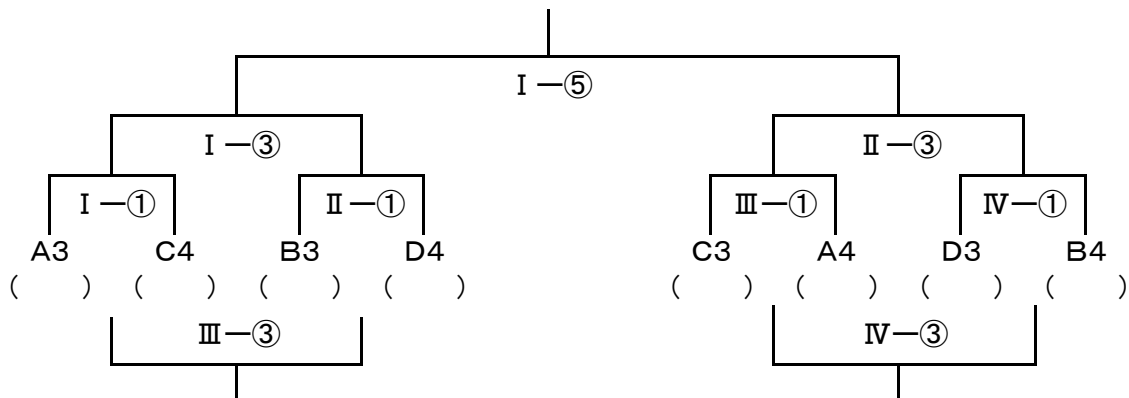 Ⅰ―⑤
Ⅰ―③ Ⅱ―③
Ⅰ―① Ⅱ―① Ⅲ―① Ⅳ―①
A3 C4 B3 D4 C3 A4 D3 B4
(　　) (　　) (　　) (　　) (　　) (　　) (　　) (　　)
Ⅲ―③ Ⅳ―③